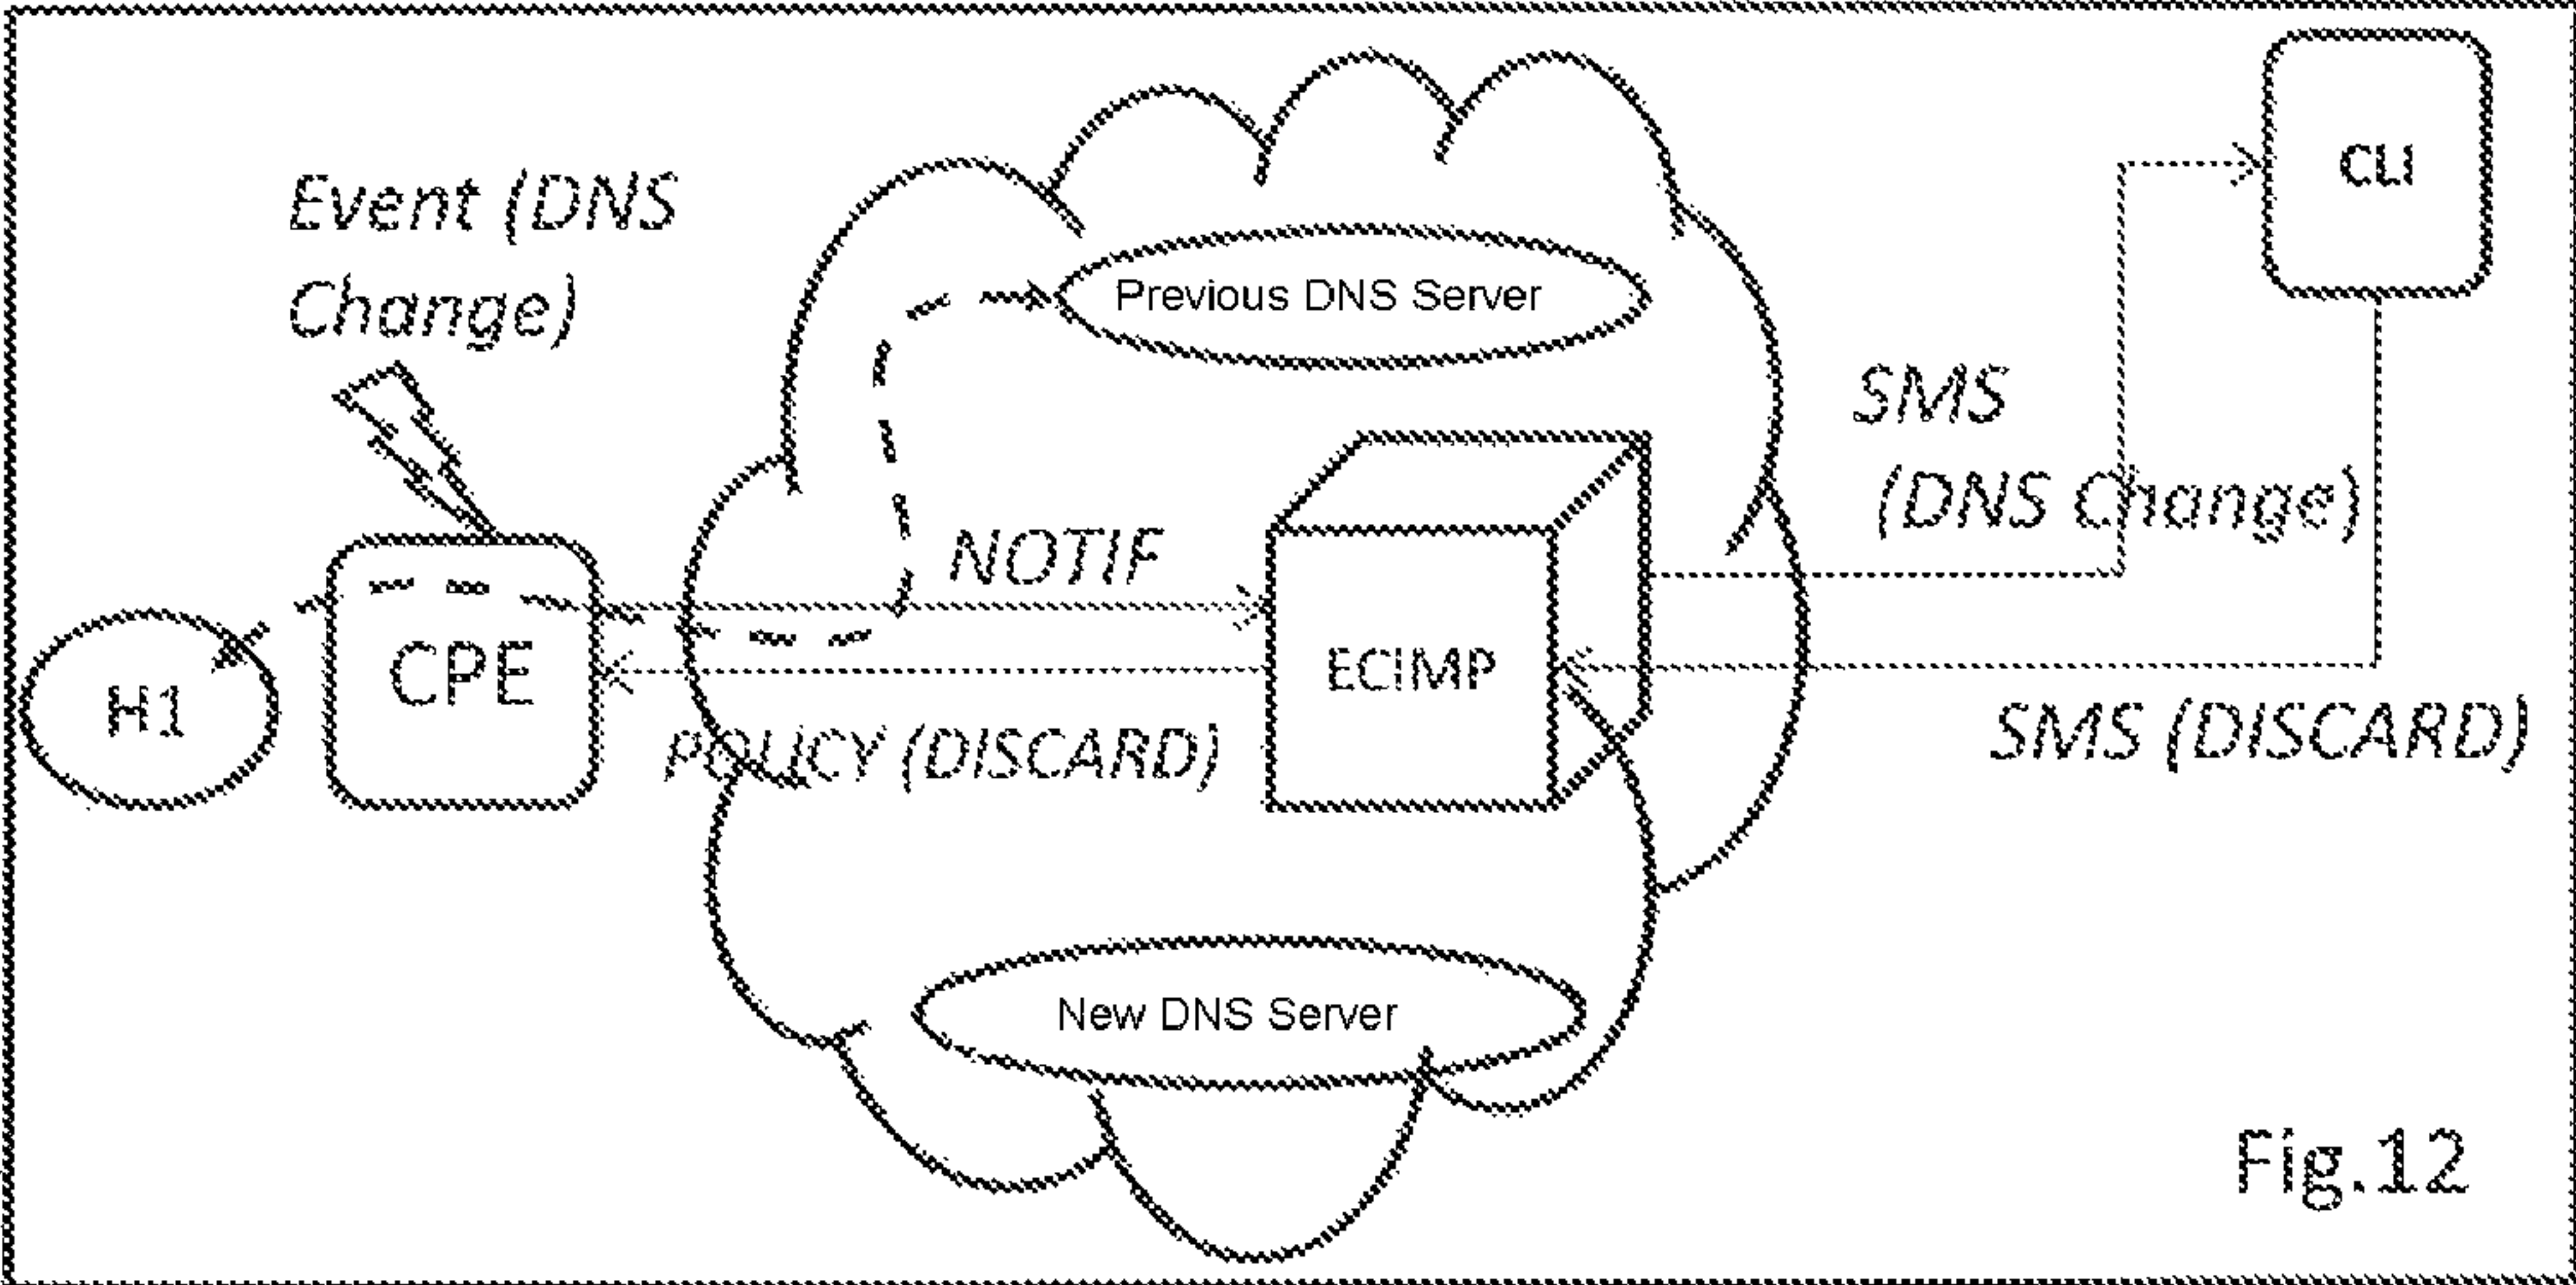 Event (DNS
Change)
Previous DNS Server
CLI
SMS
(DNS Change)
NOTIF
H1
CPE
ECIMP
POLICY (DISCARD)
SMS (DISCARD)
New DNS Server
Fig.12